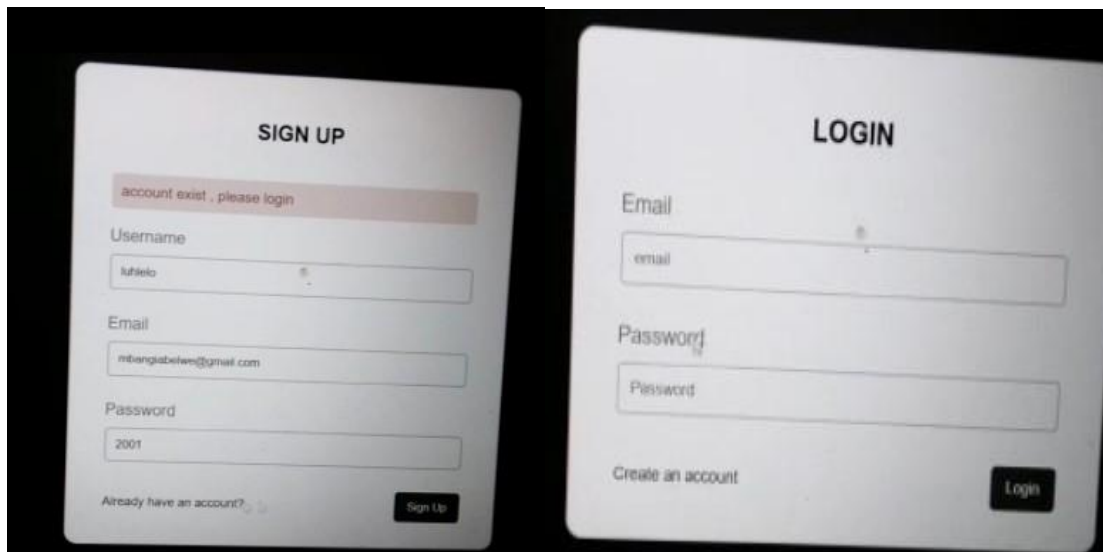 SIGN UP
account exist , please login
Username
luhlelo
Email
mbangiabelwe@gmail.com
Password
2001
Already have an account?
Sign Up
LOGIN
Email
email
Password
Password
Create an account
Login